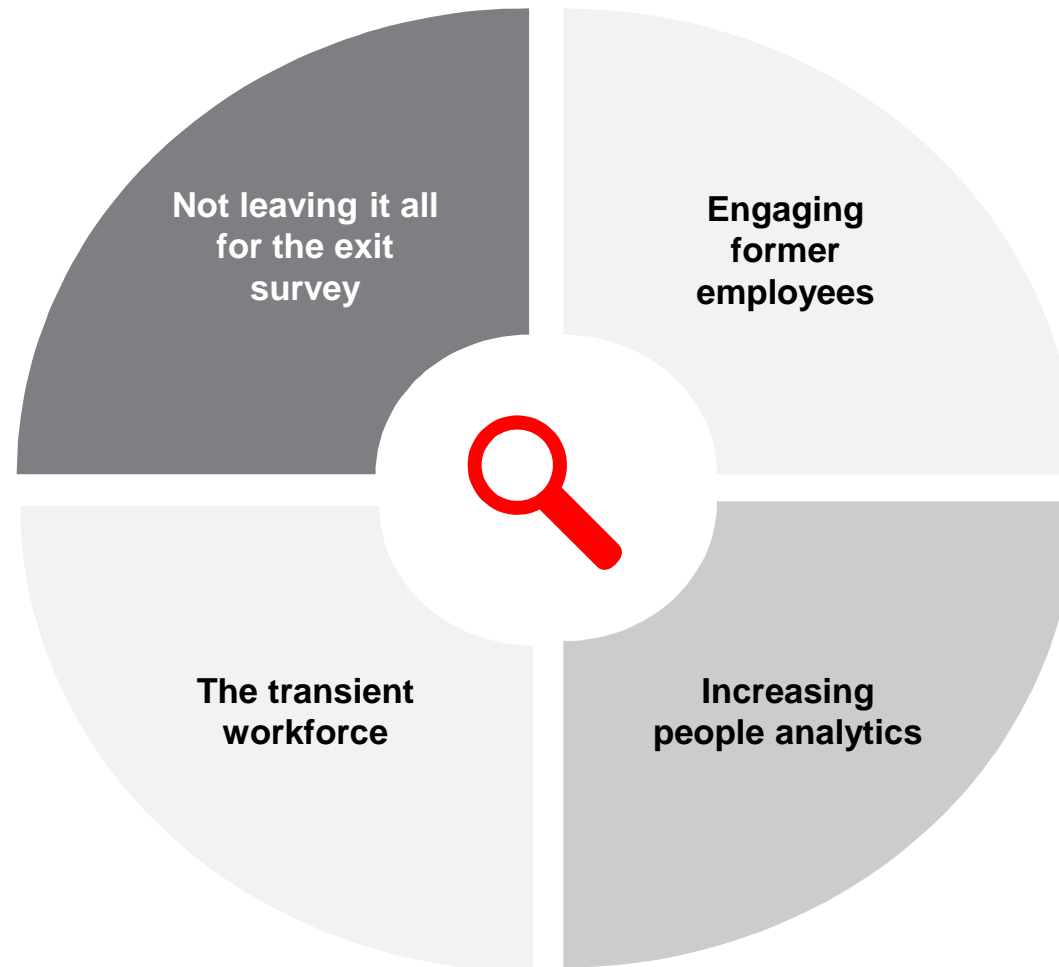 Not leaving it all
for the exit
survey
Engaging
former
employees
The transient
workforce
Increasing
people analytics